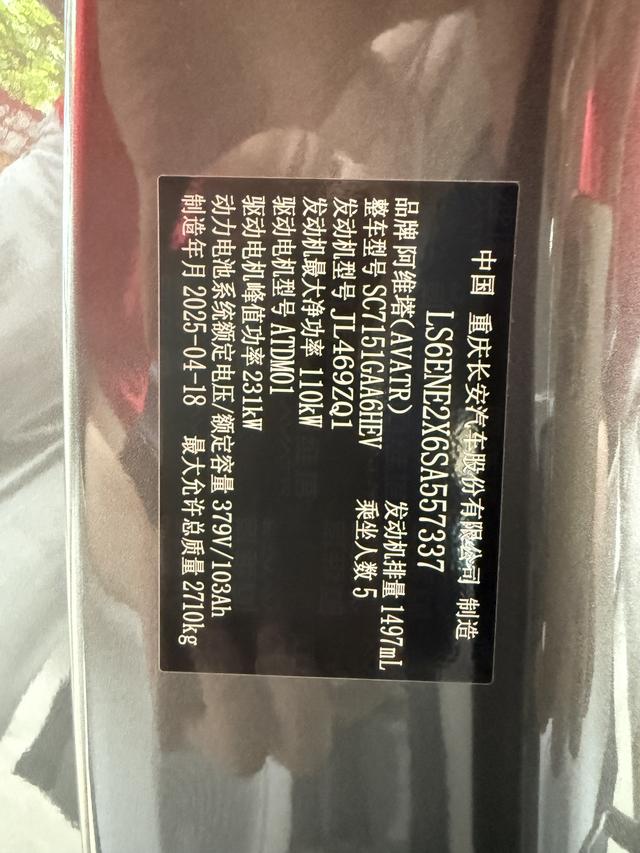 中国 重庆长安汽车股份有限公司 制造
LS6ENE2X6SA557337
品牌 阿维塔(AVATR) 发动机排量 1497mL
整车型号 SC7151GAA6HEV 乘坐人数 5
发动机型号 JL469ZQ1
发动机最大净功率 110kW
驱动电机型号 ATDM01
驱动电机峰值功率 231kW
动力电池系统额定电压/额定容量 379V/103Ah
制造年月 2025-04-18 最大允许总质量 2710kg